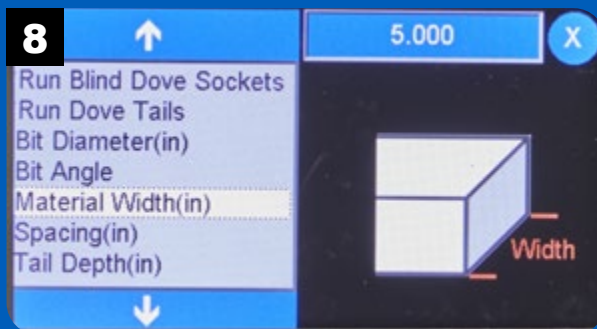 8
5.000
X
Run Blind Dove Sockets
Run Dove Tails
Bit Diameter(in)
Bit Angle
Material Width(in)
Spacing(in)
Tail Depth(in)
Width